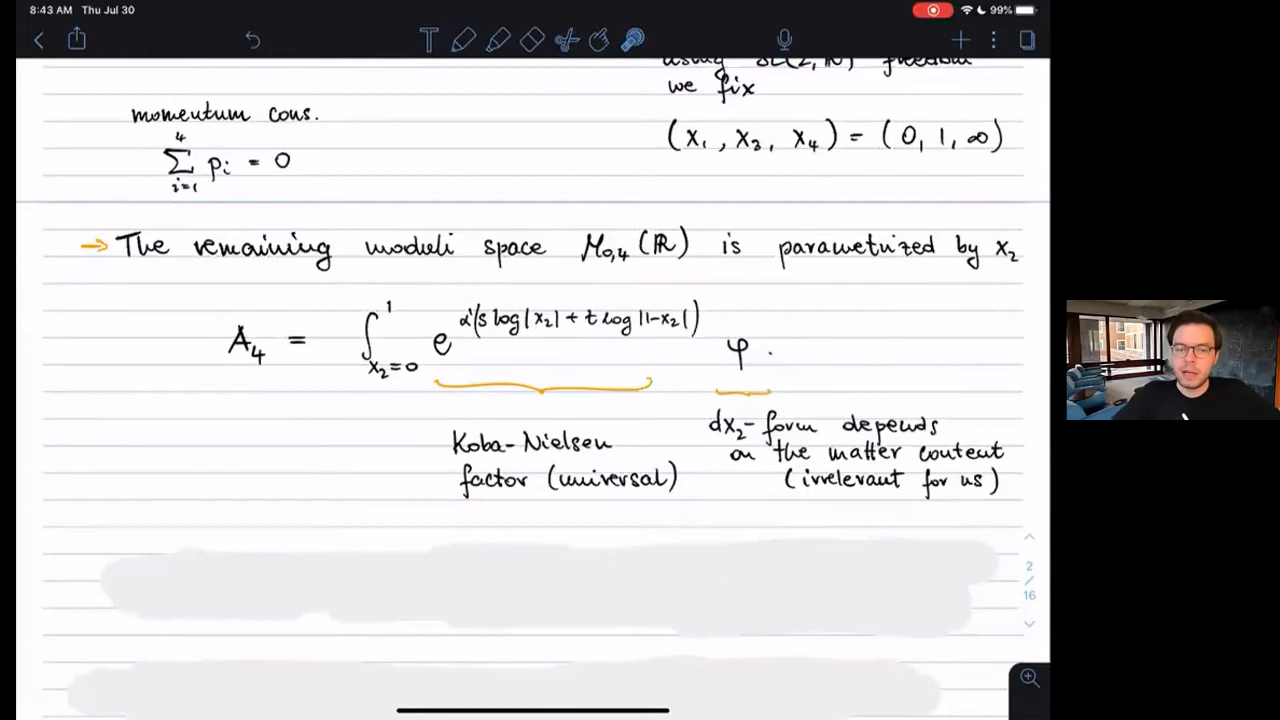 8:43 AM Thu Jul 30
99%
we fix
momentum cons.
(x₁, x₃, x₄) = (0, 1, ∞)
4
∑ pᵢ = 0
i=1
→ The remaining moduli space M₀,₄(ℝ) is parametrized by x₂
A₄ = ∫_{x₂=0}^{1} e^{α'(s log|x₂| + t log|1-x₂|)} φ.
Koba-Nielsen
factor (universal)
dx₂-form depends
on the matter content
(irrelevant for us)
2
/
16